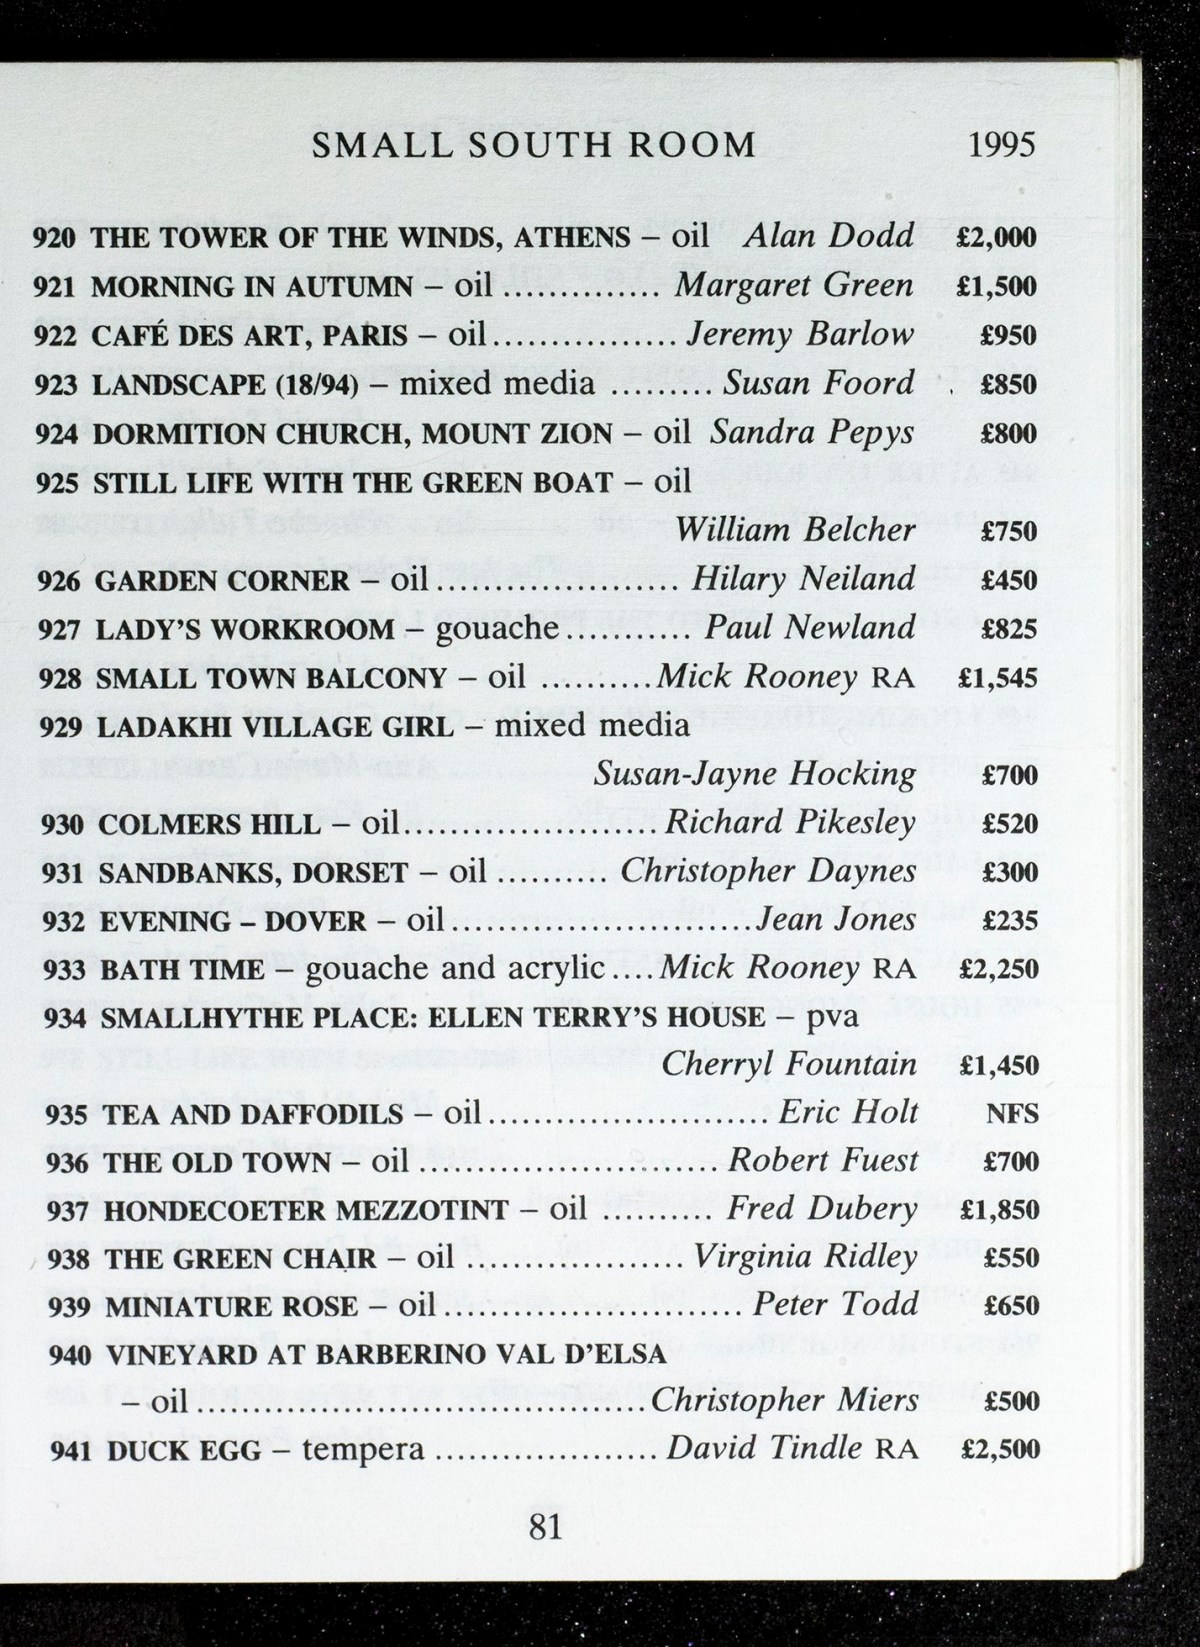 SMALL SOUTH ROOM 1995
920 THE TOWER OF THE WINDS, ATHENS – oil Alan Dodd £2,000
921 MORNING IN AUTUMN – oil .............. Margaret Green £1,500
922 CAFÉ DES ART, PARIS – oil................. Jeremy Barlow £950
923 LANDSCAPE (18/94) – mixed media ......... Susan Foord £850
924 DORMITION CHURCH, MOUNT ZION – oil Sandra Pepys £800
925 STILL LIFE WITH THE GREEN BOAT – oil
William Belcher £750
926 GARDEN CORNER – oil...................... Hilary Neiland £450
927 LADY'S WORKROOM – gouache........... Paul Newland £825
928 SMALL TOWN BALCONY – oil ..........Mick Rooney RA £1,545
929 LADAKHI VILLAGE GIRL – mixed media
Susan-Jayne Hocking £700
930 COLMERS HILL – oil.......................Richard Pikesley £520
931 SANDBANKS, DORSET – oil .......... Christopher Daynes £300
932 EVENING – DOVER – oil...........................Jean Jones £235
933 BATH TIME – gouache and acrylic....Mick Rooney RA £2,250
934 SMALLHYTHE PLACE: ELLEN TERRY'S HOUSE – pva
Cherryl Fountain £1,450
935 TEA AND DAFFODILS – oil......................... Eric Holt NFS
936 THE OLD TOWN – oil ........................... Robert Fuest £700
937 HONDECOETER MEZZOTINT – oil .......... Fred Dubery £1,850
938 THE GREEN CHAIR – oil ................... Virginia Ridley £550
939 MINIATURE ROSE – oil........................... Peter Todd £650
940 VINEYARD AT BARBERINO VAL D'ELSA
– oil........................................Christopher Miers £500
941 DUCK EGG – tempera .................... David Tindle RA £2,500
81